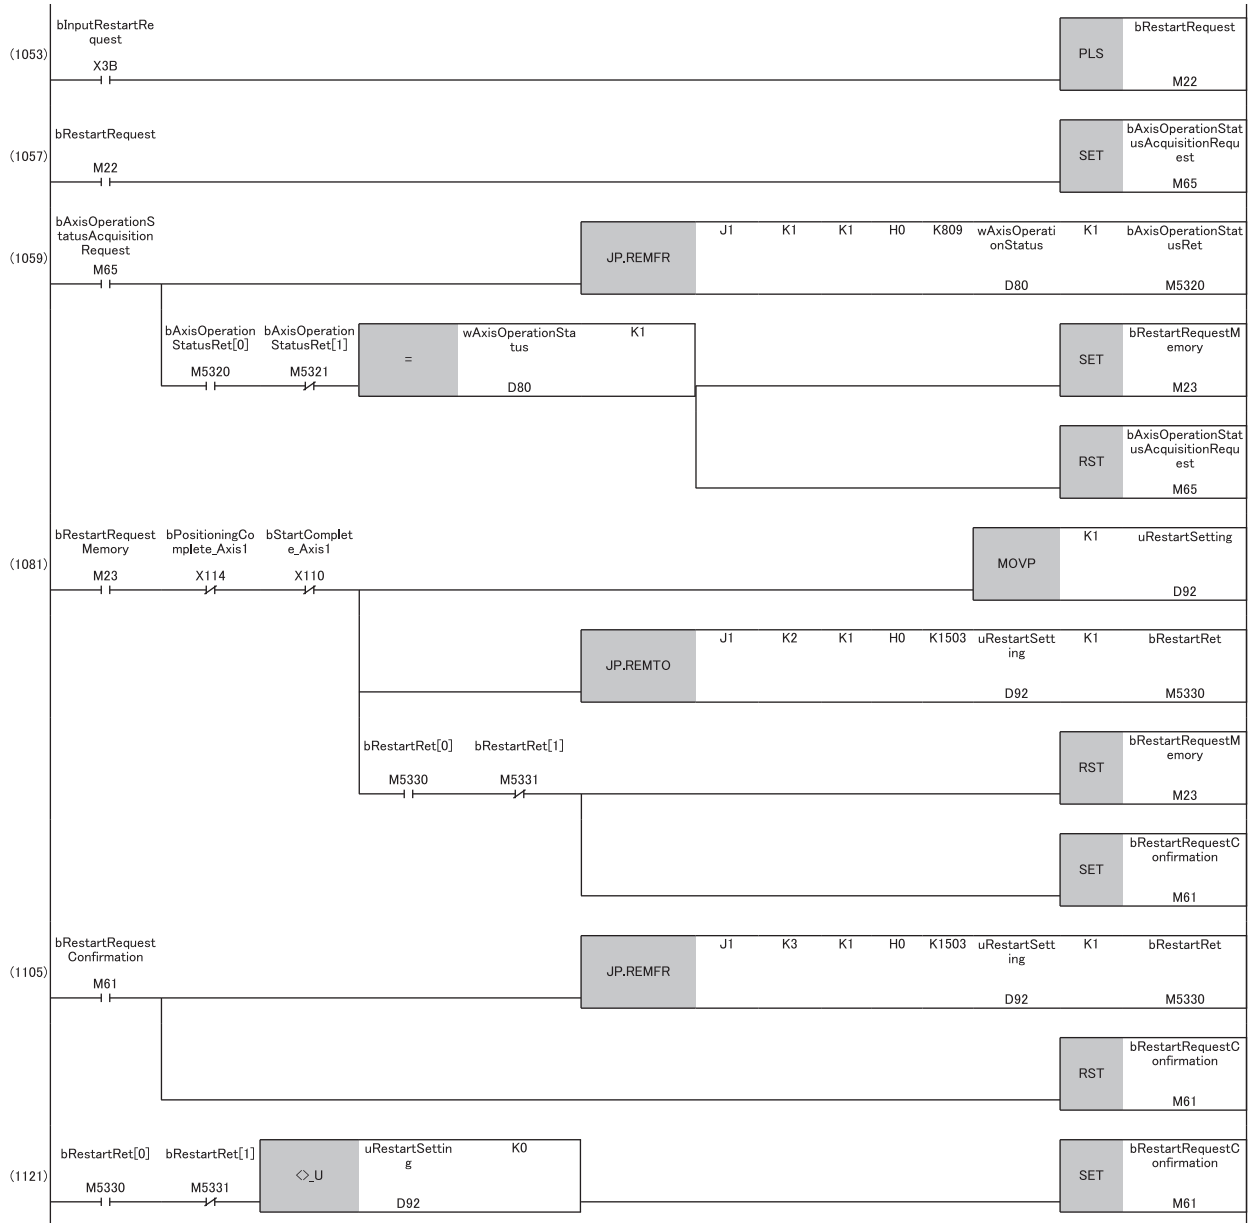 bInputRestartRe
quest
(1053)
X3B
PLS
bRestartRequest
M22
bRestartRequest
(1057)
M22
SET
bAxisOperationStat
usAcquisitionRequ
est
M65
bAxisOperationS
tatusAcquisition
Request
(1059)
M65
JP.REMFR
J1 K1 K1 H0 K809 wAxisOperati K1 bAxisOperationStat
onStatus usRet
D80 M5320
bAxisOperation bAxisOperation
StatusRet[0] StatusRet[1]
M5320 M5321
=
wAxisOperationSta K1
tus
D80
SET
bRestartRequestM
emory
M23
RST
bAxisOperationStat
usAcquisitionRequ
est
M65
bRestartRequest bPositioningCo bStartComplet
Memory mplete_Axis1 e_Axis1
(1081)
M23 X114 X110
MOVP
K1 uRestartSetting
D92
JP.REMTO
J1 K2 K1 H0 K1503 uRestartSett K1 bRestartRet
ing
D92 M5330
bRestartRet[0] bRestartRet[1]
M5330 M5331
RST
bRestartRequestM
emory
M23
SET
bRestartRequestC
onfirmation
M61
bRestartRequest
Confirmation
(1105)
M61
JP.REMFR
J1 K3 K1 H0 K1503 uRestartSett K1 bRestartRet
ing
D92 M5330
RST
bRestartRequestC
onfirmation
M61
bRestartRet[0] bRestartRet[1]
(1121)
M5330 M5331
<>_U
uRestartSettin K0
g
D92
SET
bRestartRequestC
onfirmation
M61